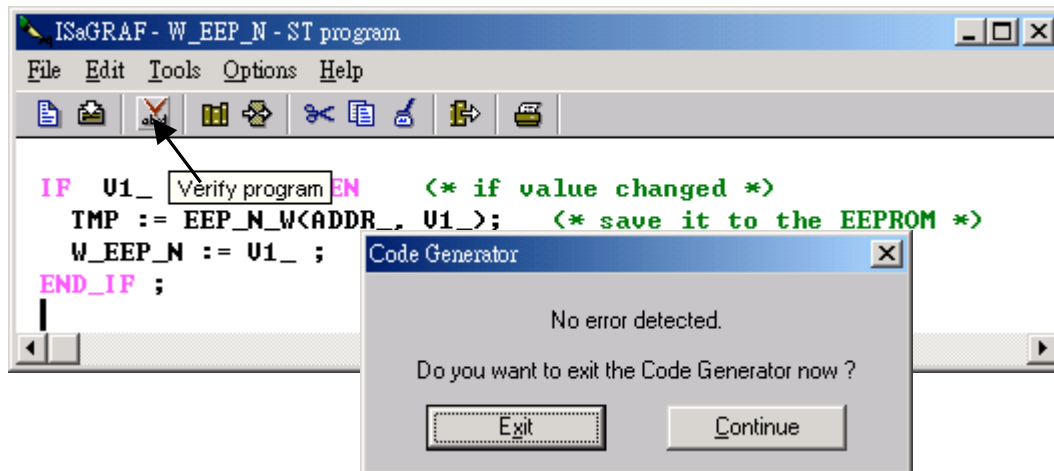 ISaGRAF - W_EEP_N - ST program
File Edit Tools Options Help
IF V1_ EN (* if value changed *)
Verify program
TMP := EEP_N_W(ADDR_, V1_); (* save it to the EEPROM *)
W_EEP_N := V1_ ;
END_IF ;
Code Generator
No error detected.
Do you want to exit the Code Generator now ?
Exit Continue